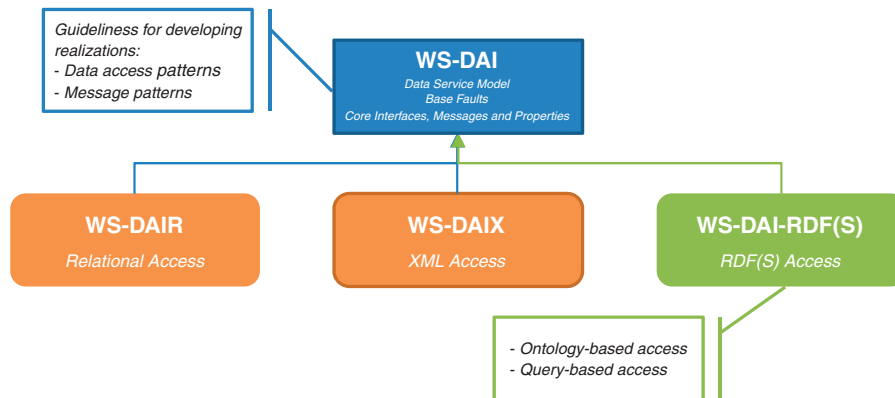 Guideliness for developing
realizations:
- Data access patterns
- Message patterns
WS-DAI
Data Service Model
Base Faults
Core Interfaces, Messages and Properties
WS-DAIR
Relational Access
WS-DAIX
XML Access
WS-DAI-RDF(S)
RDF(S) Access
- Ontology-based access
- Query-based access